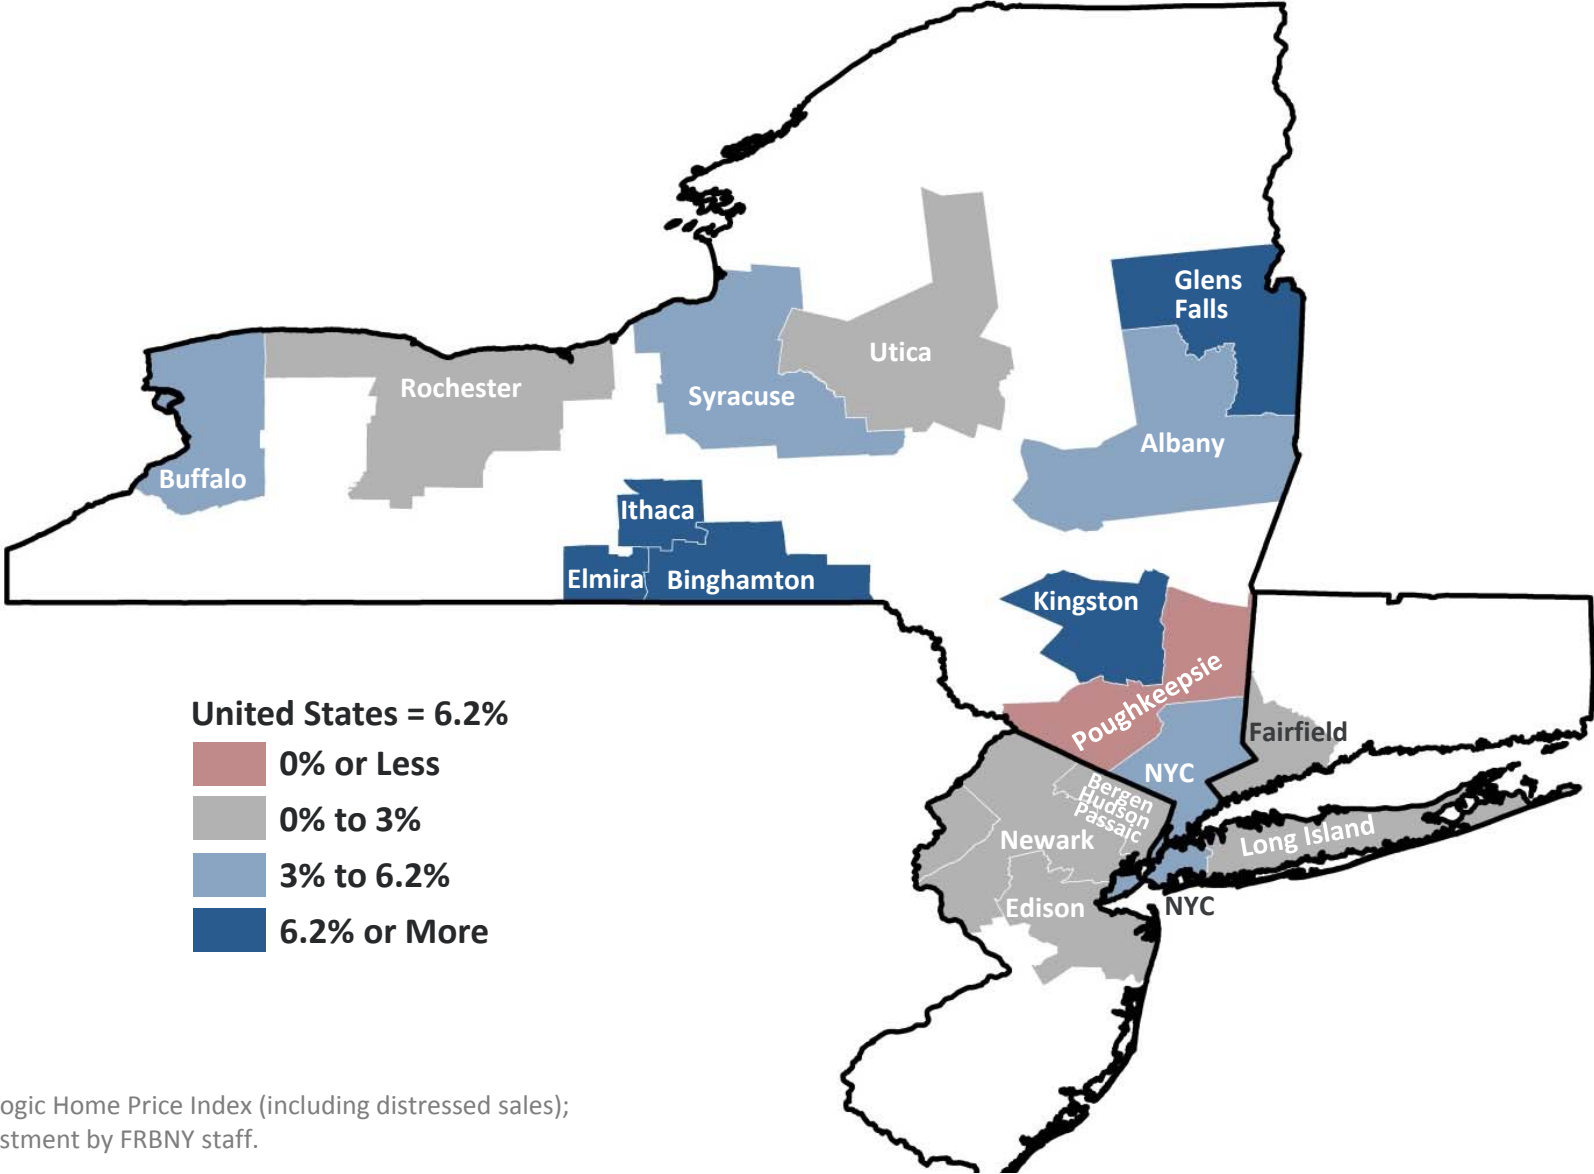 Glens
Falls
Utica
Rochester
Syracuse
Albany
Buffalo
Ithaca
Elmira
Binghamton
Kingston
Poughkeepsie
United States = 6.2%
0% or Less
0% to 3%
3% to 6.2%
6.2% or More
Fairfield
NYC
Bergen
Hudson
Passaic
Newark
Long Island
Edison
NYC
ogic Home Price Index (including distressed sales);
stment by FRBNY staff.